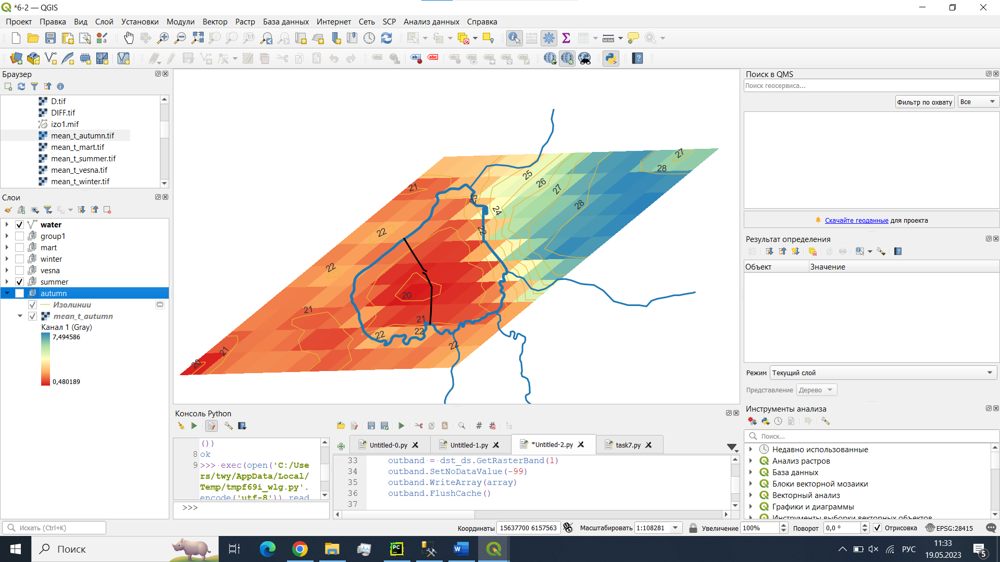 *6-2 — QGIS
Проект Правка Вид Слой Установки Модули Вектор Растр База данных Интернет Сеть SCP Анализ данных Справка
Браузер
D.tif
DIFF.tif
izo1.mif
mean_t_autumn.tif
mean_t_mart.tif
mean_t_summer.tif
mean_t_vesna.tif
mean_t_winter.tif
Слои
water
group1
mart
winter
vesna
summer
autumn
Изолинии
mean_t_autumn
Канал 1 (Gray)
7,494586
0,480189
27
28
25
26
27
28
21
23
24
22
22
22
20
21
21
22
22
22
21
20
Поиск в QMS
Поиск геосервиса...
Фильтр по охвату
Все
Скачайте геоданные для проекта
Результат определения
Объект Значение
Режим Текущий слой
Представление Дерево
Инструменты анализа
Поиск...
Недавно использованные
Анализ растров
База данных
Блоки векторной мозаики
Векторный анализ
Графики и диаграммы
Инструменты выборки векторных объектов
Консоль Python
())
8 ok
9 >>> exec(open('C:/Use
rs/twy/AppData/Local/
Temp/tmpf69i_wlg.py'.
encode('utf-8')).read
>>>
Untitled-0.py Untitled-1.py *Untitled-2.py task7.py
33 outband = dst_ds.GetRasterBand(1)
34 outband.SetNoDataValue(-99)
35 outband.WriteArray(array)
36 outband.FlushCache()
37
Искать (Ctrl+K)
Координаты 15637700 6157563 Масштабировать 1:108281 Увеличение 100% Поворот 0,0 ° Отрисовка EPSG:28415
Поиск
РУС
11:33
19.05.2023
5